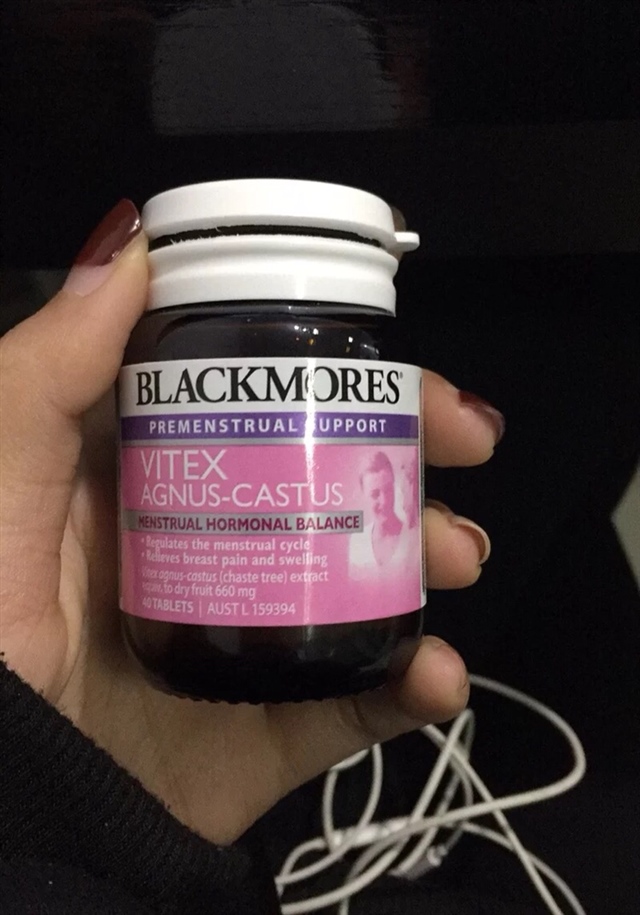 BLACKMORES®
PREMENSTRUAL SUPPORT
VITEX
AGNUS-CASTUS
MENSTRUAL HORMONAL BALANCE
• Regulates the menstrual cycle
• Relieves breast pain and swelling
Vitex agnus-castus (chaste tree) extract
equiv. to dry fruit 660 mg
40 TABLETS | AUST L 159394